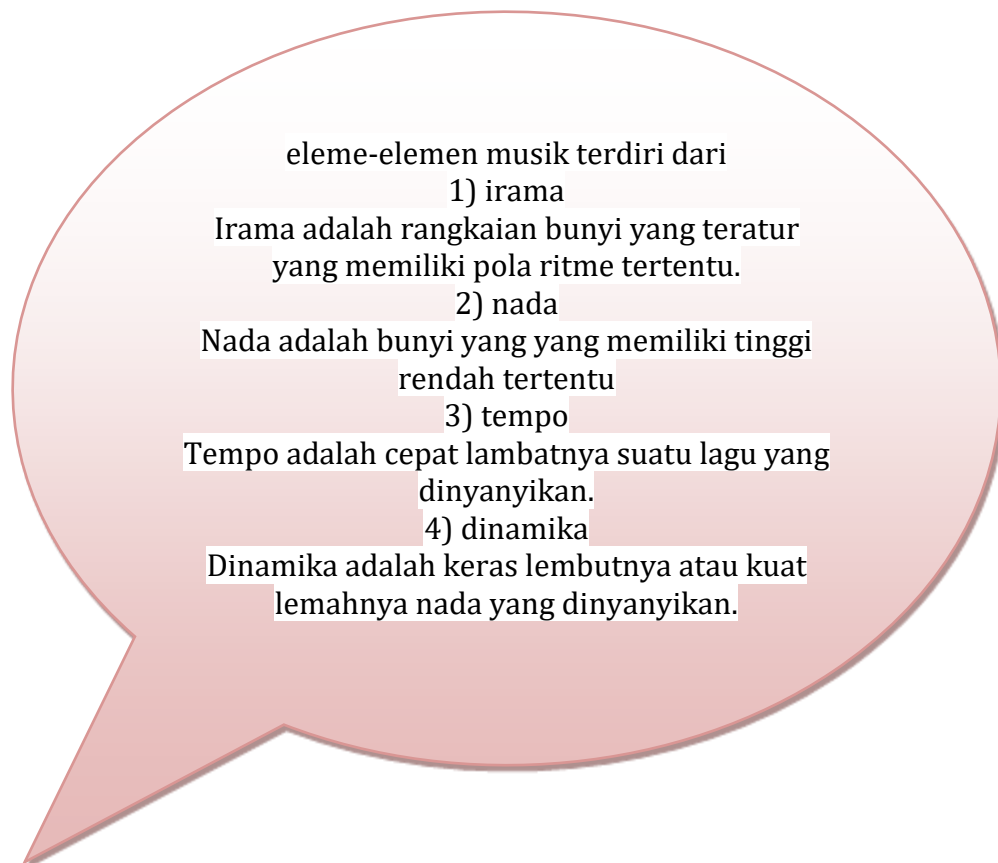 eleme-elemen musik terdiri dari
1) irama
Irama adalah rangkaian bunyi yang teratur
yang memiliki pola ritme tertentu.
2) nada
Nada adalah bunyi yang yang memiliki tinggi
rendah tertentu
3) tempo
Tempo adalah cepat lambatnya suatu lagu yang
dinyanyikan.
4) dinamika
Dinamika adalah keras lembutnya atau kuat
lemahnya nada yang dinyanyikan.